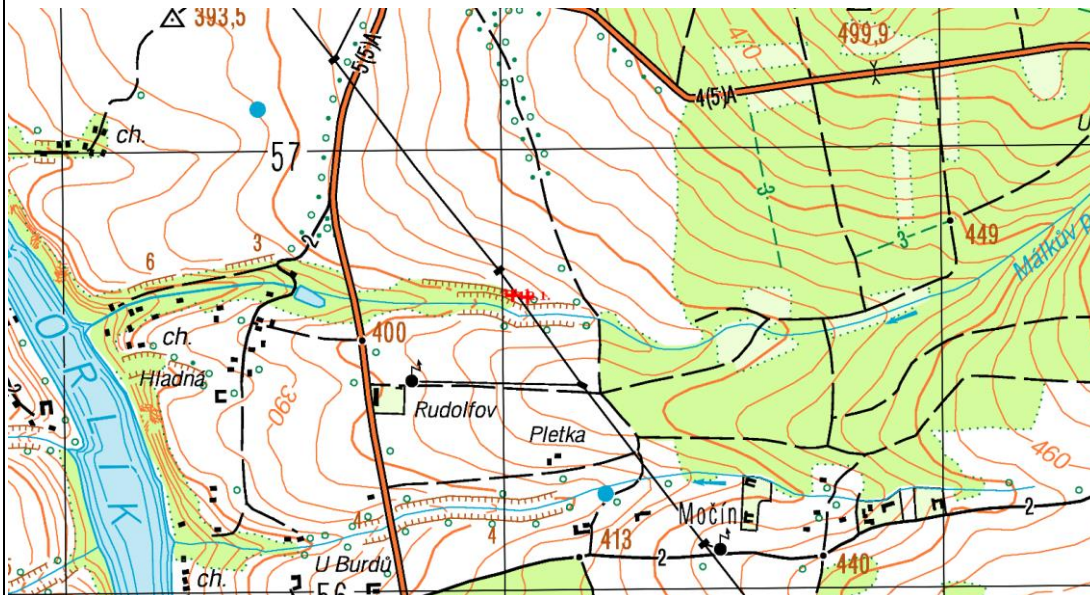 393,5
499,9
470
5(5)A
4(5)A
ch.
57
3
2
3
6
3
449
Málkův
ch.
400
ORLÍK
Hladná
390
Rudolfov
Pletka
460
Močín
4
4
413
2
2
440
U Burdů
ch.
56